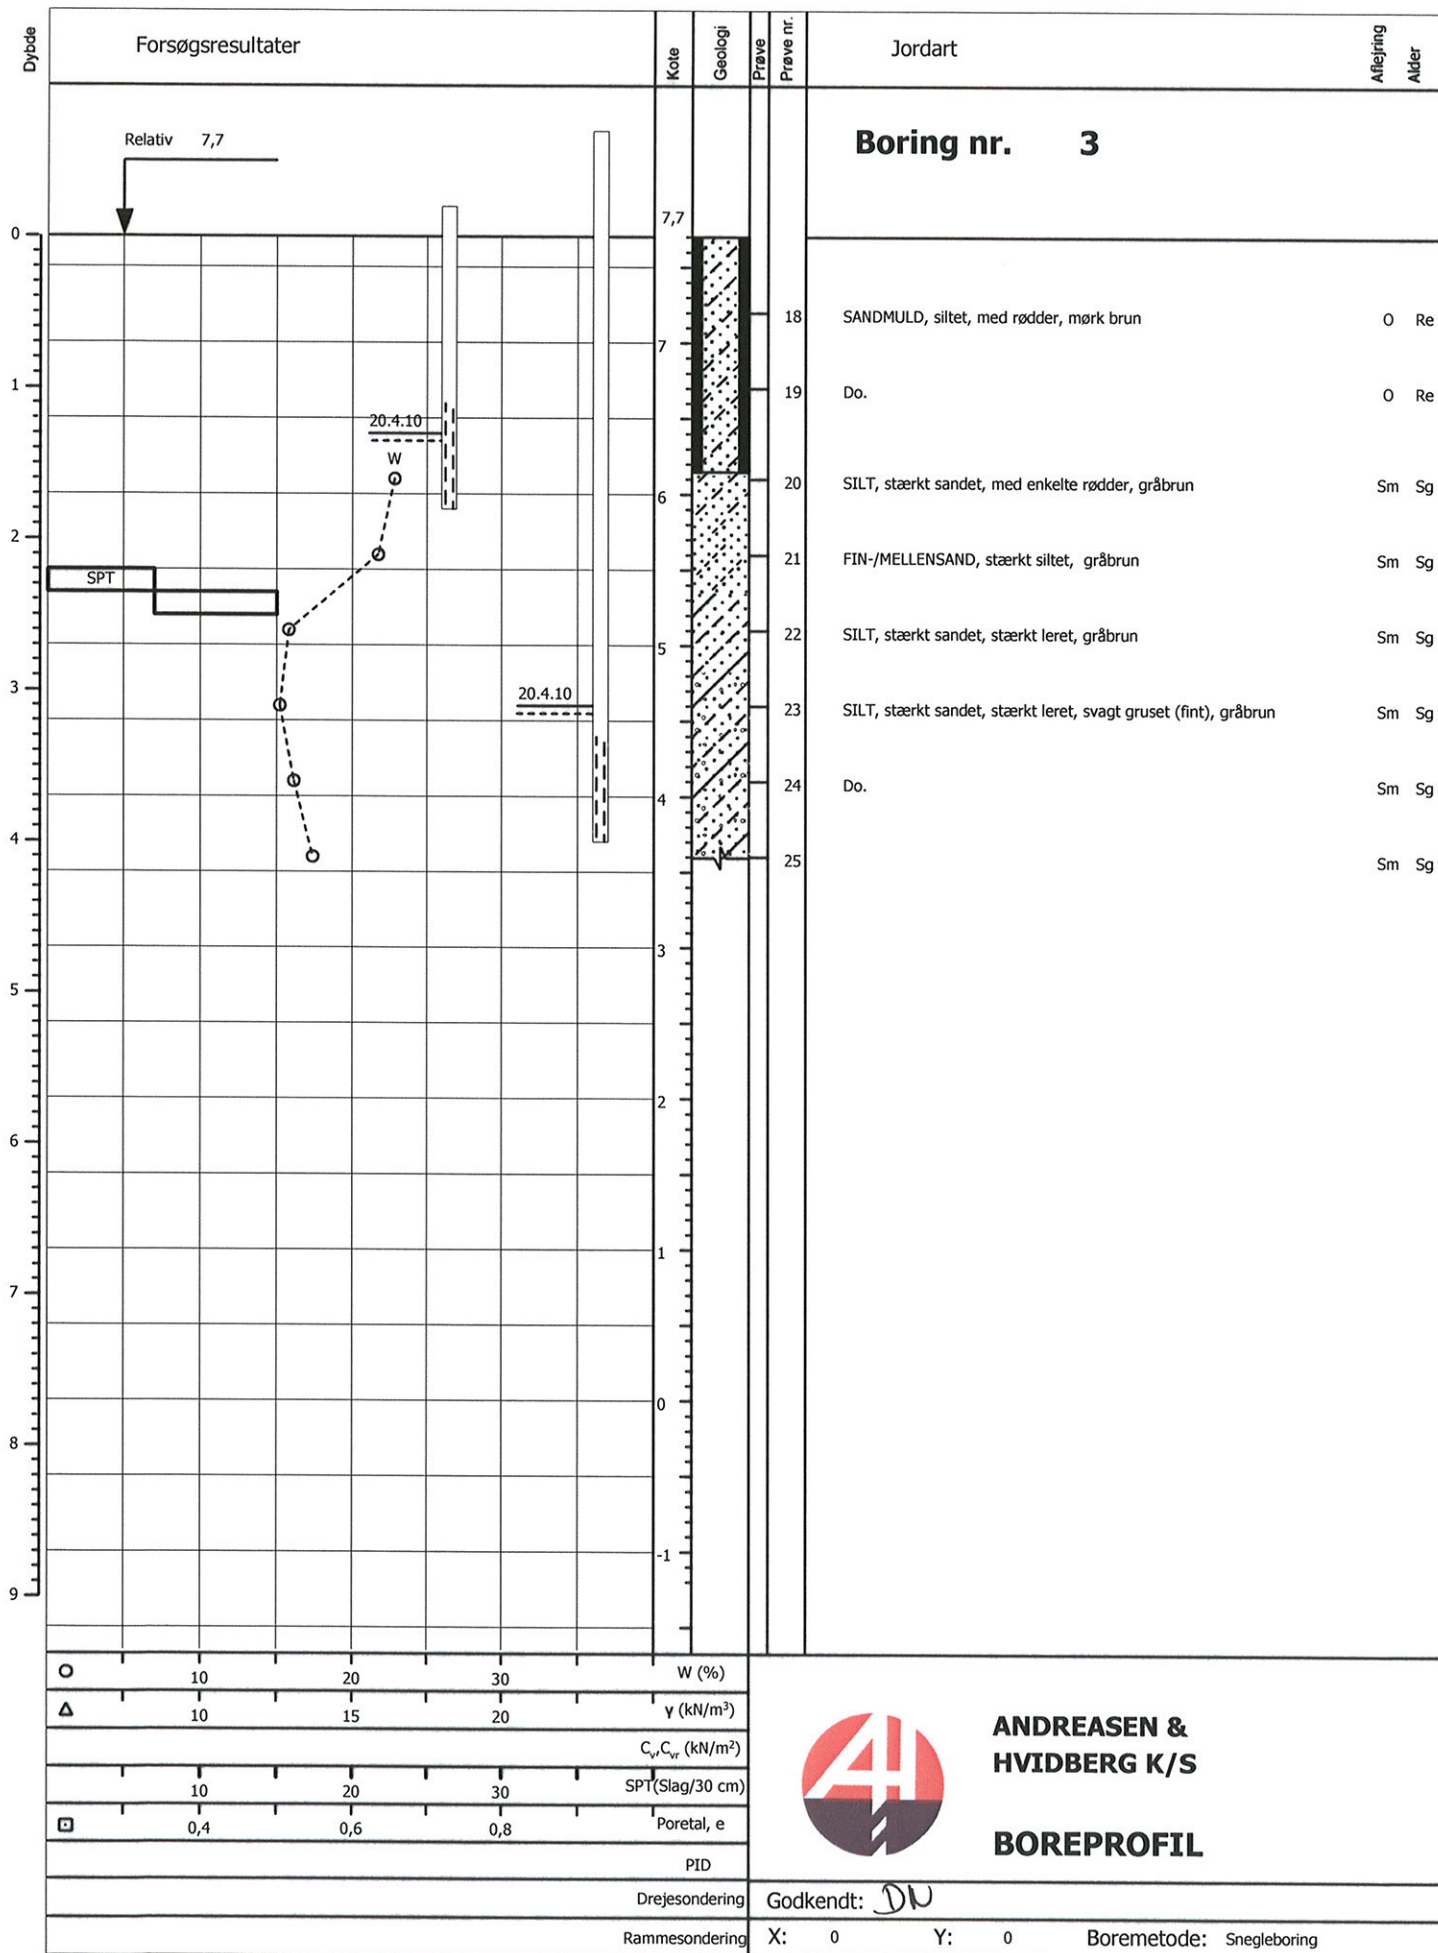 Dybde Forsøgsresultater Kote Geologi Prøve Prøve nr. Jordart Aflejring Alder
Boring nr. 3
Relativ 7,7
7,7
0
18 SANDMULD, siltet, med rødder, mørk brun O Re
7
1
19 Do. O Re
20.4.10
W
20 SILT, stærkt sandet, med enkelte rødder, gråbrun Sm Sg
6
2
21 FIN-/MELLENSAND, stærkt siltet, gråbrun Sm Sg
SPT
22 SILT, stærkt sandet, stærkt leret, gråbrun Sm Sg
5
3
20.4.10
23 SILT, stærkt sandet, stærkt leret, svagt gruset (fint), gråbrun Sm Sg
24 Do. Sm Sg
4
4
25 Sm Sg
3
5
2
6
1
7
0
8
-1
9
10 20 30 W (%)
10 15 20 γ (kN/m³)
Cv,Cvr (kN/m²)
10 20 30 SPT(Slag/30 cm)
0,4 0,6 0,8 Poretal, e
PID
Drejesondering
Rammesondering
AH
ANDREASEN &
HVIDBERG K/S
BOREPROFIL
Godkendt: DN
X: 0 Y: 0 Boremetode: Snegleboring